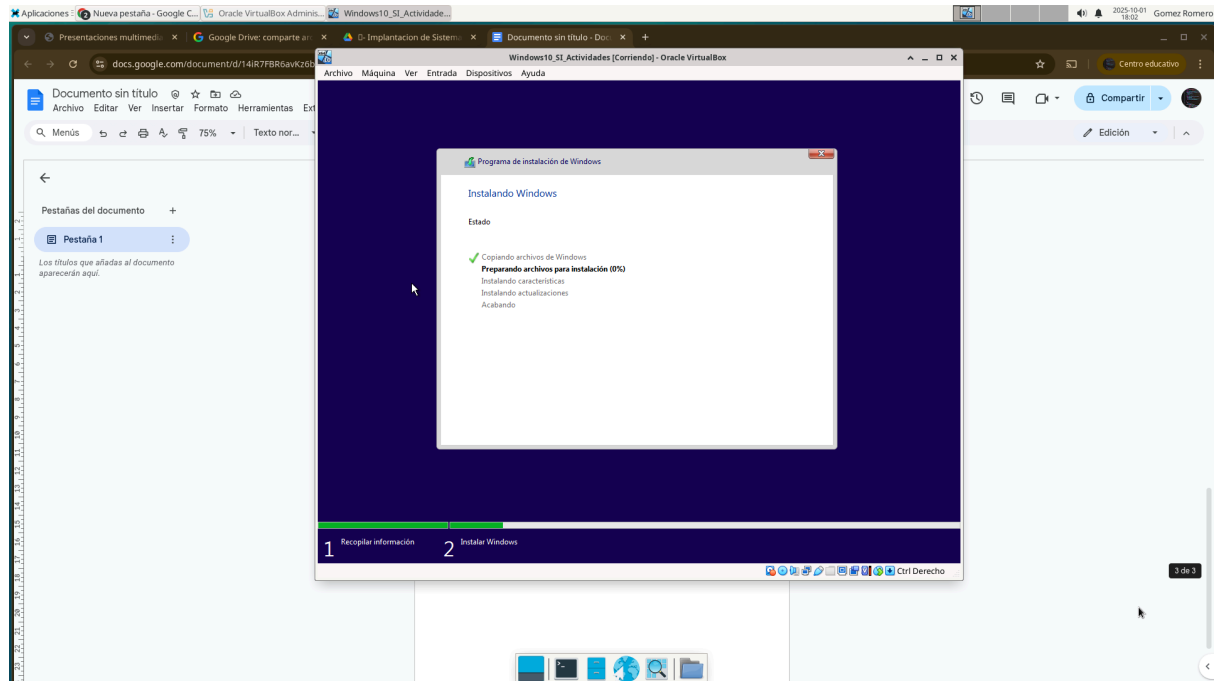 Aplicaciones
Nueva pestaña - Google C...
Oracle VirtualBox Adminis...
Windows10_SI_Actividade...
2025-10-01
18:02
Gomez Romero
Presentaciones multimedia
Google Drive: comparte ar
Implantacion de Sistema
Documento sin título - Doc
docs.google.com/document/d/14iR7FBR6avKz6b
Centro educativo
Windows10_SI_Actividades [Corriendo] - Oracle VirtualBox
Archivo Máquina Ver Entrada Dispositivos Ayuda
Documento sin título
Archivo Editar Ver Insertar Formato Herramientas Ext
Compartir
Menús
75%
Texto nor...
Edición
Pestañas del documento
Pestaña 1
Los títulos que añadas al documento
aparecerán aquí.
Programa de instalación de Windows
Instalando Windows
Estado
Copiando archivos de Windows
Preparando archivos para instalación (0%)
Instalando características
Instalando actualizaciones
Acabando
1 Recopilar información
2 Instalar Windows
Ctrl Derecho
3 de 3